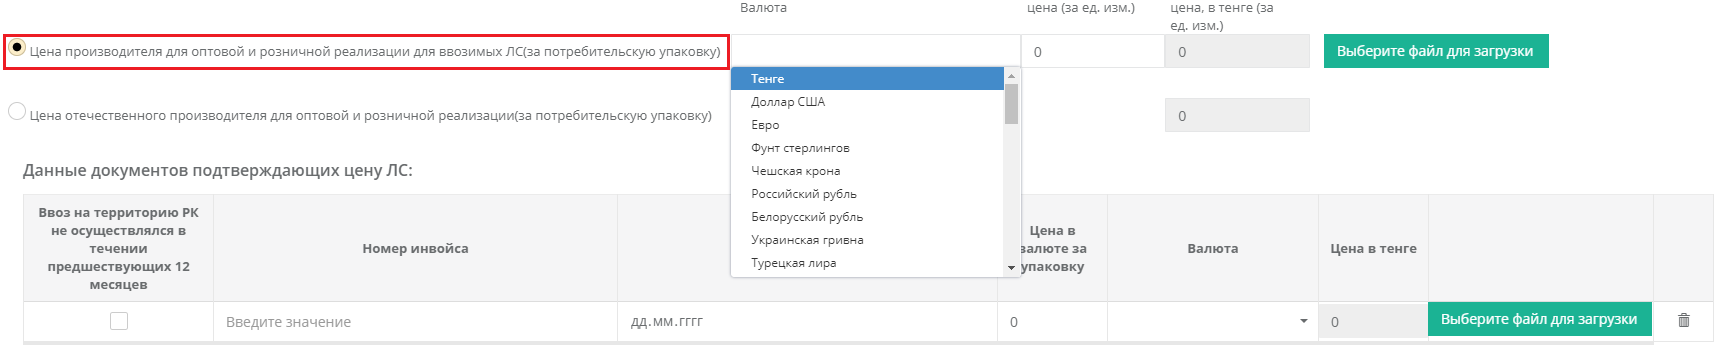 Валюта
цена (за ед. изм.)
цена, в тенге (за
ед. изм.)
Цена производителя для оптовой и розничной реализации для ввозимых ЛС(за потребительскую упаковку)
0
0
Выберите файл для загрузки
Тенге
Доллар США
Евро
Фунт стерлингов
Чешская крона
Российский рубль
Белорусский рубль
Украинская гривна
Турецкая лира
Цена отечественного производителя для оптовой и розничной реализации(за потребительскую упаковку)
0
Данные документов подтверждающих цену ЛС:
Ввоз на территорию РК
не осуществлялся в
течении
предшествующих 12
месяцев
Номер инвойса
Цена в
валюте за
упаковку
Валюта
Цена в тенге
Введите значение
дд.мм.гггг
0
0
Выберите файл для загрузки